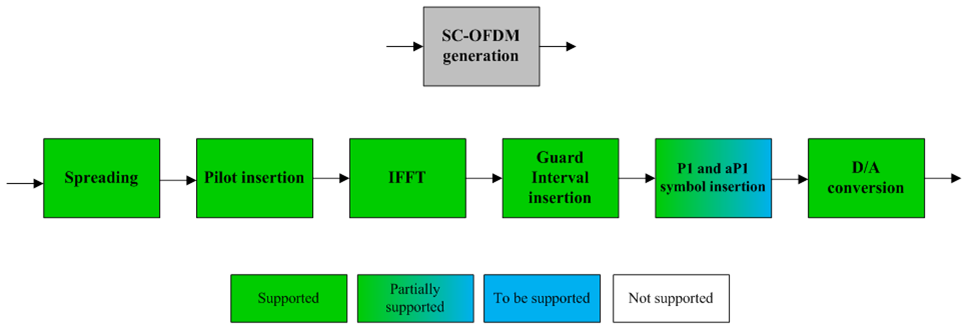 SC-OFDM
generation
Spreading
Pilot insertion
IFFT
Guard
Interval
insertion
P1 and aP1
symbol insertion
D/A
conversion
Supported
Partially
supported
To be supported
Not supported